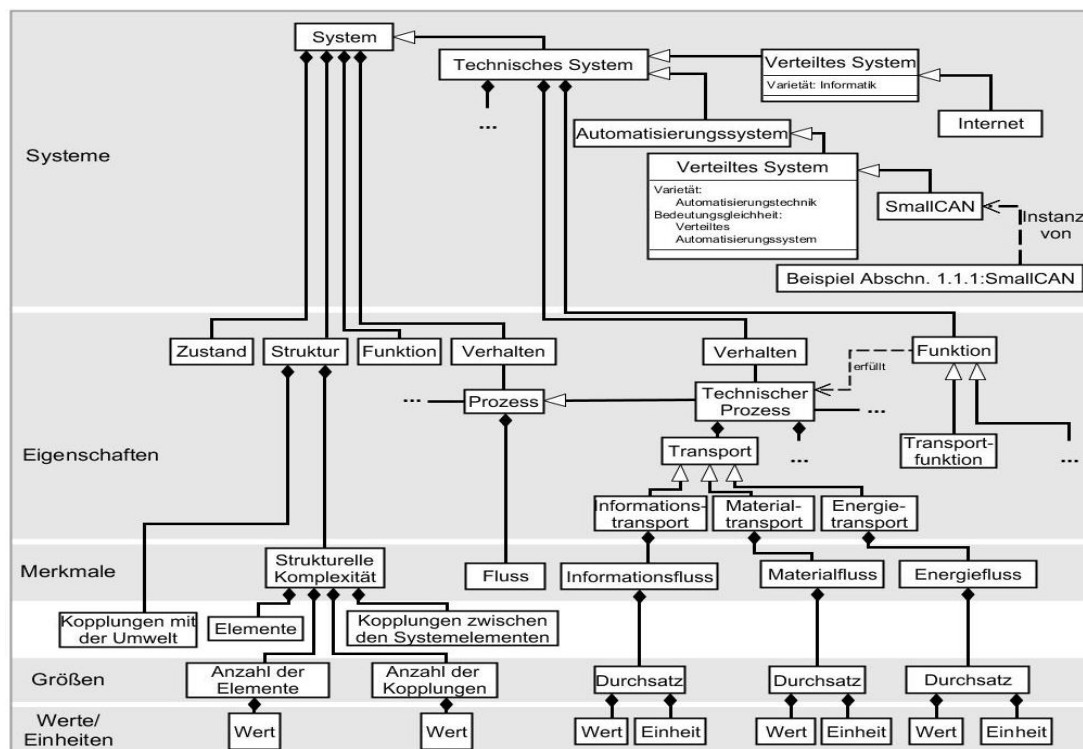 System
Technisches System
Verteiltes System
Varietät: Informatik
...
Internet
Automatisierungssystem
Systeme
Verteiltes System
Varietät:
Automatisierungstechnik
Bedeutungsgleichheit:
Verteiltes
Automatisierungssystem
SmallCAN
Instanz
von
Beispiel Abschn. 1.1.1:SmallCAN
Zustand
Struktur
Funktion
Verhalten
Verhalten
Funktion
erfüllt
...
Prozess
Technischer
Prozess
...
Eigenschaften
Transport
...
Transport-
funktion
...
Informations-
transport
Material-
transport
Energie-
transport
Merkmale
Strukturelle
Komplexität
Fluss
Informationsfluss
Materialfluss
Energiefluss
Kopplungen mit
der Umwelt
Elemente
Kopplungen zwischen
den Systemelementen
Größen
Anzahl der
Elemente
Anzahl der
Kopplungen
Durchsatz
Durchsatz
Durchsatz
Werte/
Einheiten
Wert
Wert
Wert
Einheit
Wert
Einheit
Wert
Einheit